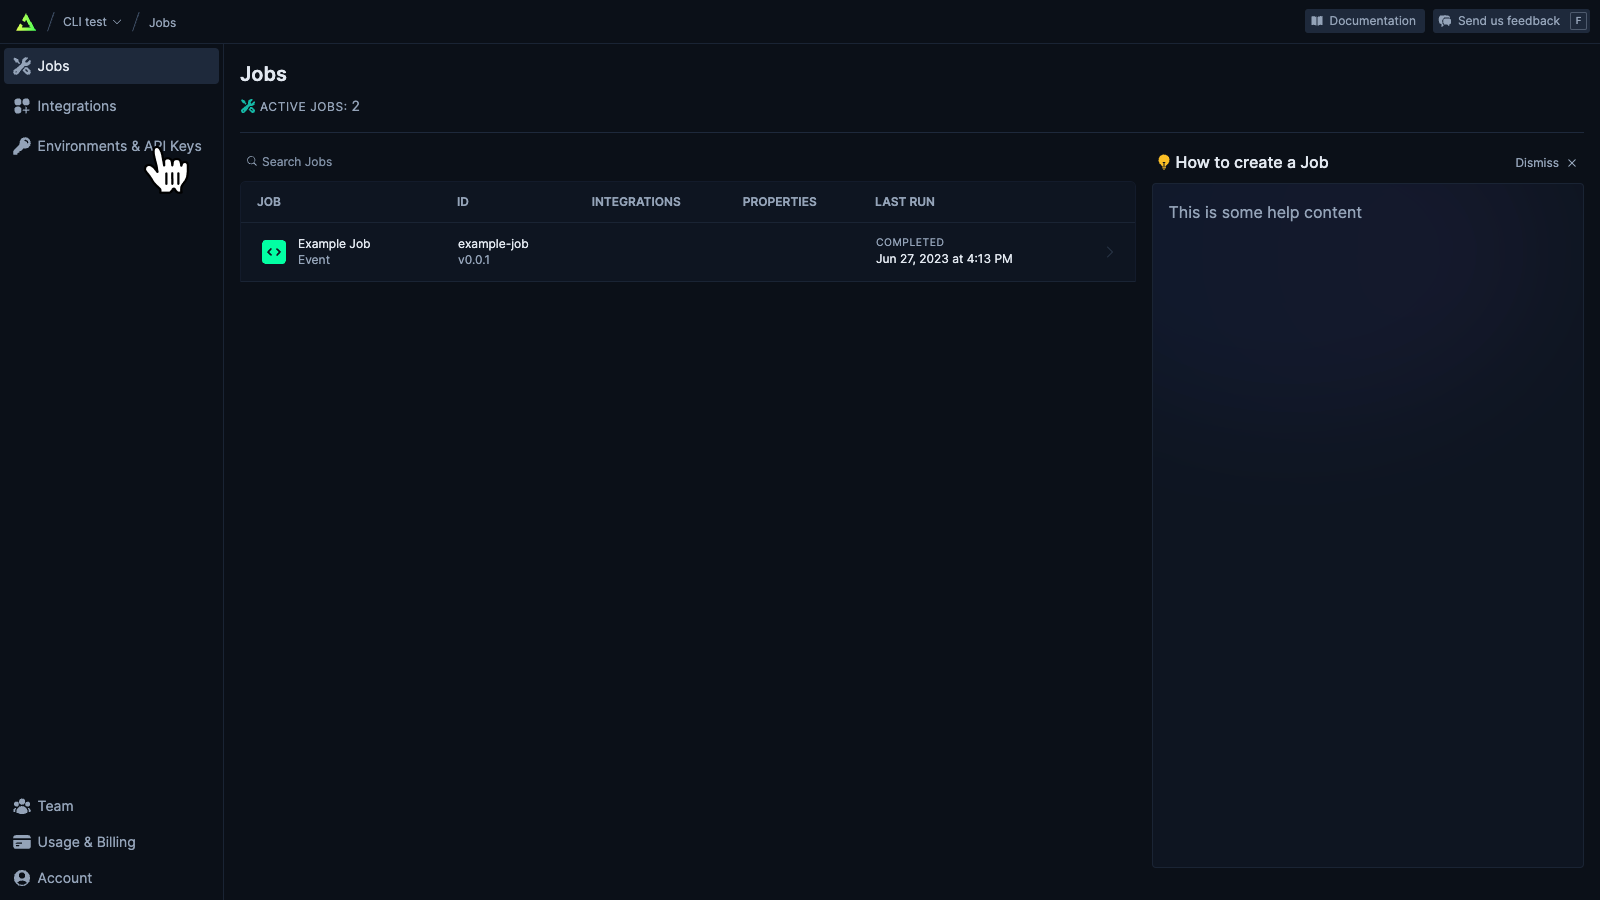 CLI test
Jobs
Documentation
Send us feedback
F
Jobs
Integrations
Environments & API Keys
Team
Usage & Billing
Account
Jobs
ACTIVE JOBS: 2
Search Jobs
JOB ID INTEGRATIONS PROPERTIES LAST RUN
Example Job example-job COMPLETED
Event v0.0.1 Jun 27, 2023 at 4:13 PM
How to create a Job
Dismiss
This is some help content